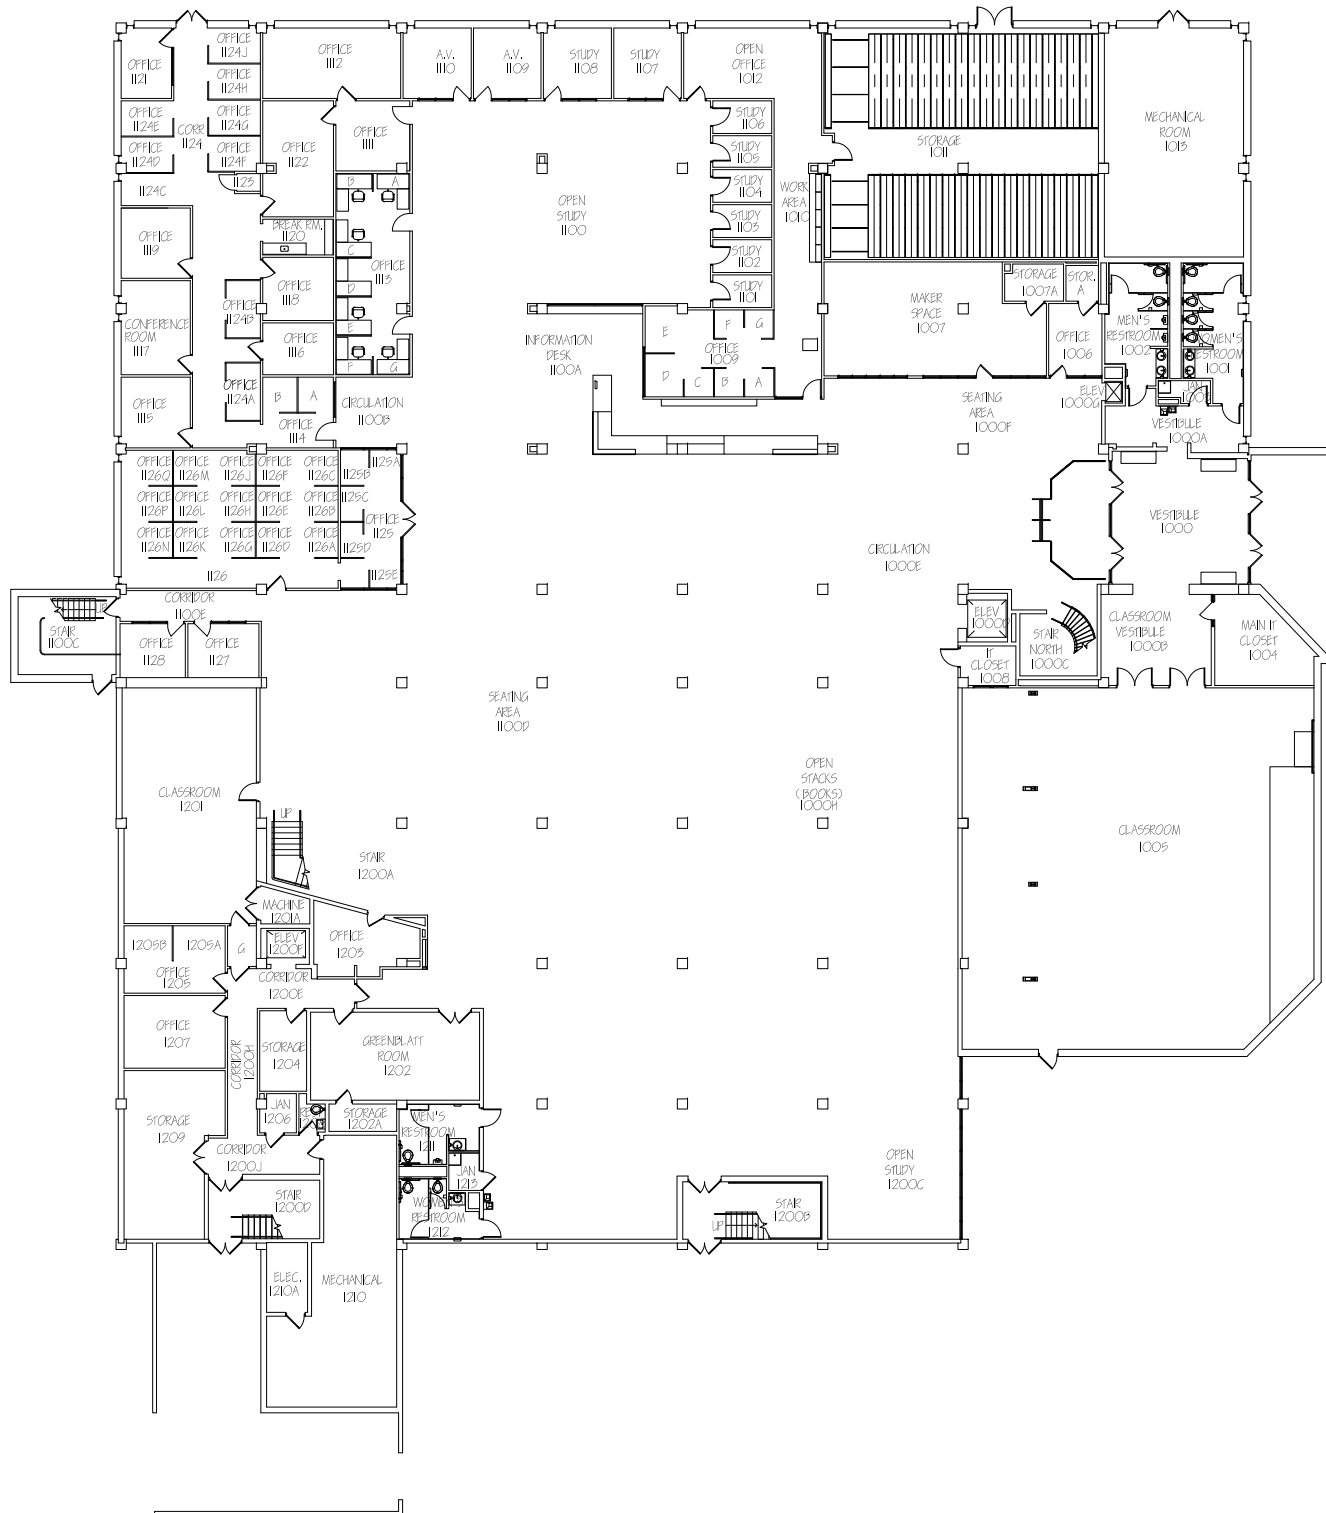 OFFICE
1121
OFFICE
1124J
OFFICE
1124H
OFFICE
1124E
OFFICE
1124G
CORR
1124
OFFICE
1124D
OFFICE
1124F
1124C
1123
OFFICE
1112
A.V.
1110
A.V.
1109
STUDY
1108
STUDY
1107
OPEN
OFFICE
1012
OFFICE
1122
OFFICE
1111
B
A
C
OFFICE
1113
D
E
F
G
BREAK RM.
1120
OFFICE
1119
OFFICE
1118
OFFICE
1124B
CONFERENCE
ROOM
1117
OFFICE
1116
OFFICE
1124A
OFFICE
1115
B
A
OFFICE
1114
CIRCULATION
1100B
OPEN
STUDY
1100
STUDY
1106
STUDY
1105
STUDY
1104
STUDY
1103
STUDY
1102
STUDY
1101
WORK
AREA
1010
STORAGE
1011
MECHANICAL
ROOM
1013
INFORMATION
DESK
1100A
E
F
G
OFFICE
1009
D
C
B
A
MAKER
SPACE
1007
STORAGE
1007A
STOR.
A
OFFICE
1006
MEN'S
RESTROOM
1002
1001
ELEV
1000G
JAN
SEATING
AREA
1000F
VESTIBULE
1000A
OFFICE
1126Q
OFFICE
1126M
OFFICE
1126J
OFFICE
1126F
OFFICE
1126C
OFFICE
1126P
OFFICE
1126L
OFFICE
1126H
OFFICE
1126E
OFFICE
1126B
OFFICE
1126N
OFFICE
1126K
OFFICE
1126G
OFFICE
1126D
OFFICE
1126A
1126
1125A
1125B
1125C
OFFICE
1125
1125D
1125E
VESTIBULE
1000
CIRCULATION
1000E
CORRIDOR
1100E
UP
STAIR
1100C
OFFICE
1128
OFFICE
1127
ELEV
1000D
STAIR
NORTH
1000C
CLASSROOM
VESTIBULE
1000B
MAIN IT
CLOSET
1004
IT
CLOSET
1008
SEATING
AREA
1100D
OPEN
STACKS
(BOOKS)
1000H
CLASSROOM
1201
UP
STAIR
1200A
CLASSROOM
1005
MACHINE
1201A
1205B
1205A
OFFICE
1205
G
ELEV
1200F
OFFICE
1203
CORRIDOR
1200E
OFFICE
1207
CORRIDOR
1200H
STORAGE
1204
GREENBLATT
ROOM
1202
STORAGE
1209
JAN
1206
STORAGE
1202A
MEN'S
RESTROOM
1211
CORRIDOR
1200J
JAN
1213
RESTROOM
1212
STAIR
1200D
UP
STAIR
1200B
OPEN
STUDY
1200C
ELEC.
1210A
MECHANICAL
1210